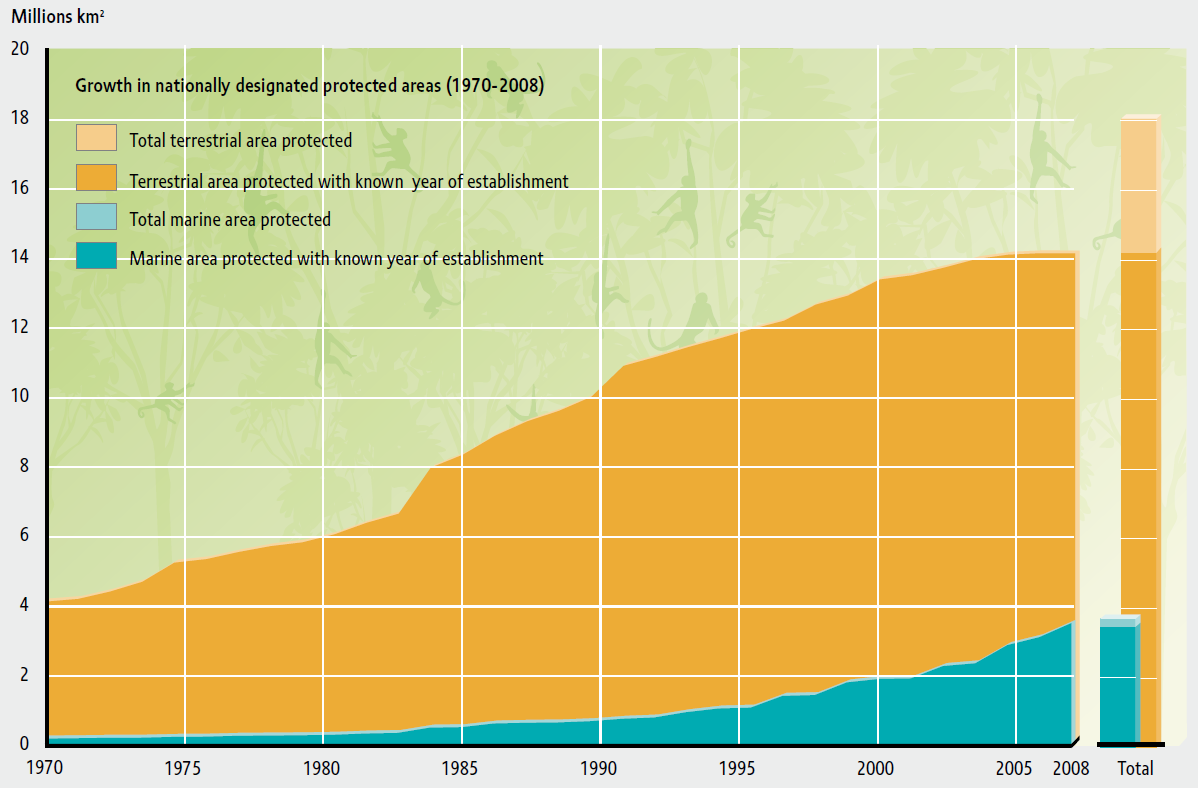 Millions km²
20
Growth in nationally designated protected areas (1970-2008)
18
Total terrestrial area protected
16
Terrestrial area protected with known year of establishment
Total marine area protected
14
Marine area protected with known year of establishment
12
10
8
6
4
2
0
1970 1975 1980 1985 1990 1995 2000 2005 2008 Total